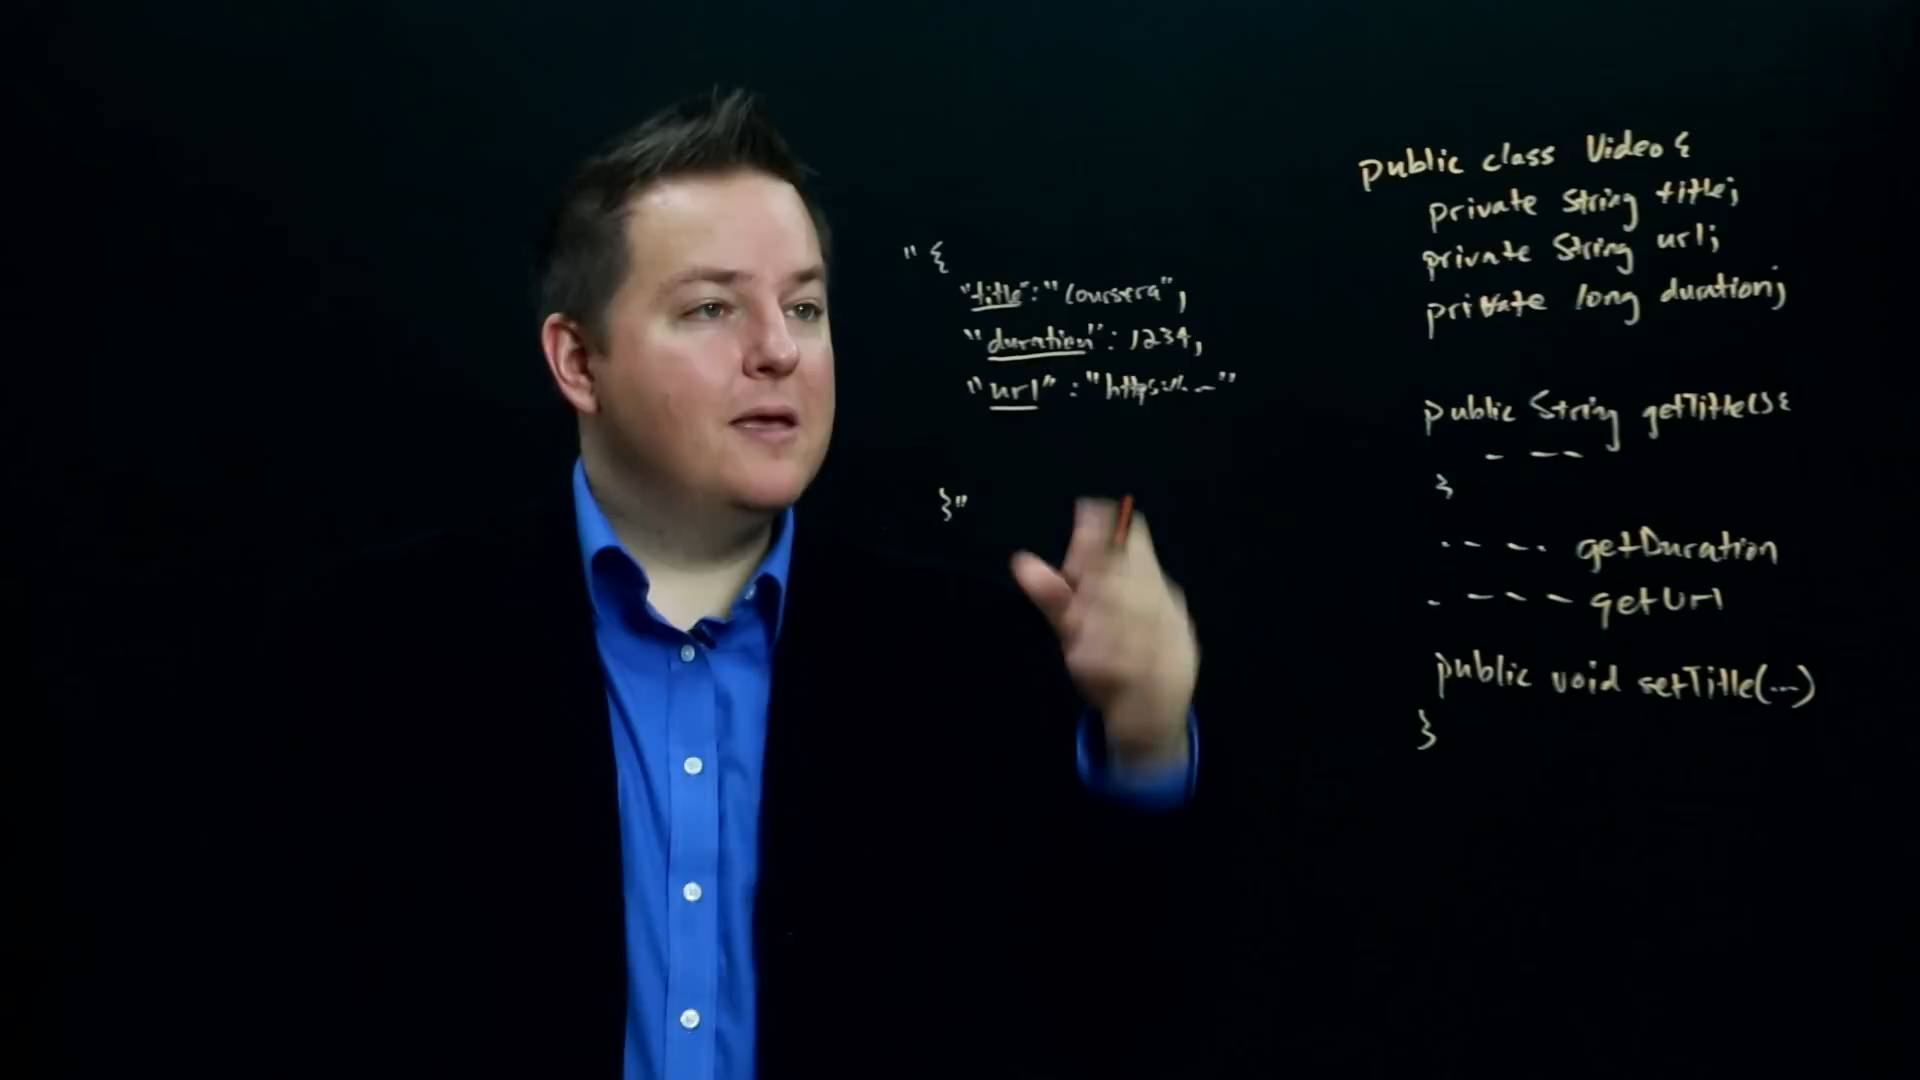 "{
"title":"coursera",
"duration": 1234,
"url" : "https://..."
}"
public class Video {
private String title;
private String url;
private long duration;
public String getTitle() {
- - - -
}
.. -- -. getDuration
. - - - - getUrl
public void setTitle(...)
}